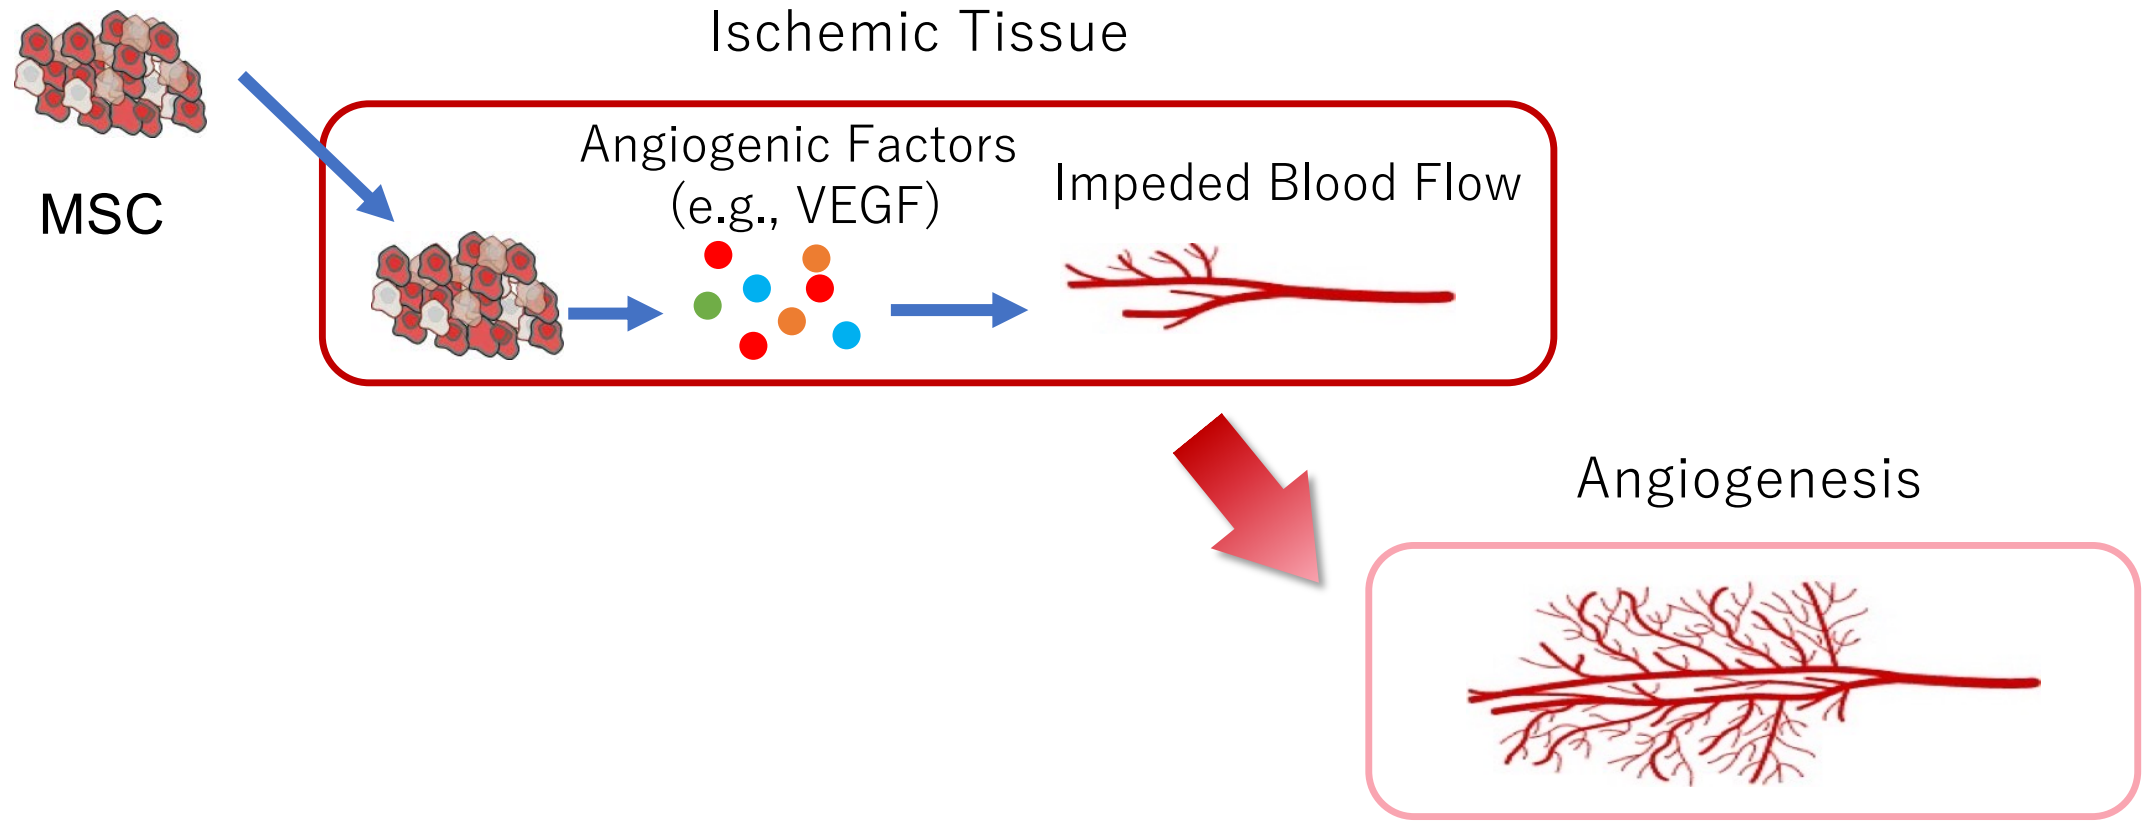 Ischemic Tissue
MSC
Angiogenic Factors
(e.g., VEGF)
Impeded Blood Flow
Angiogenesis